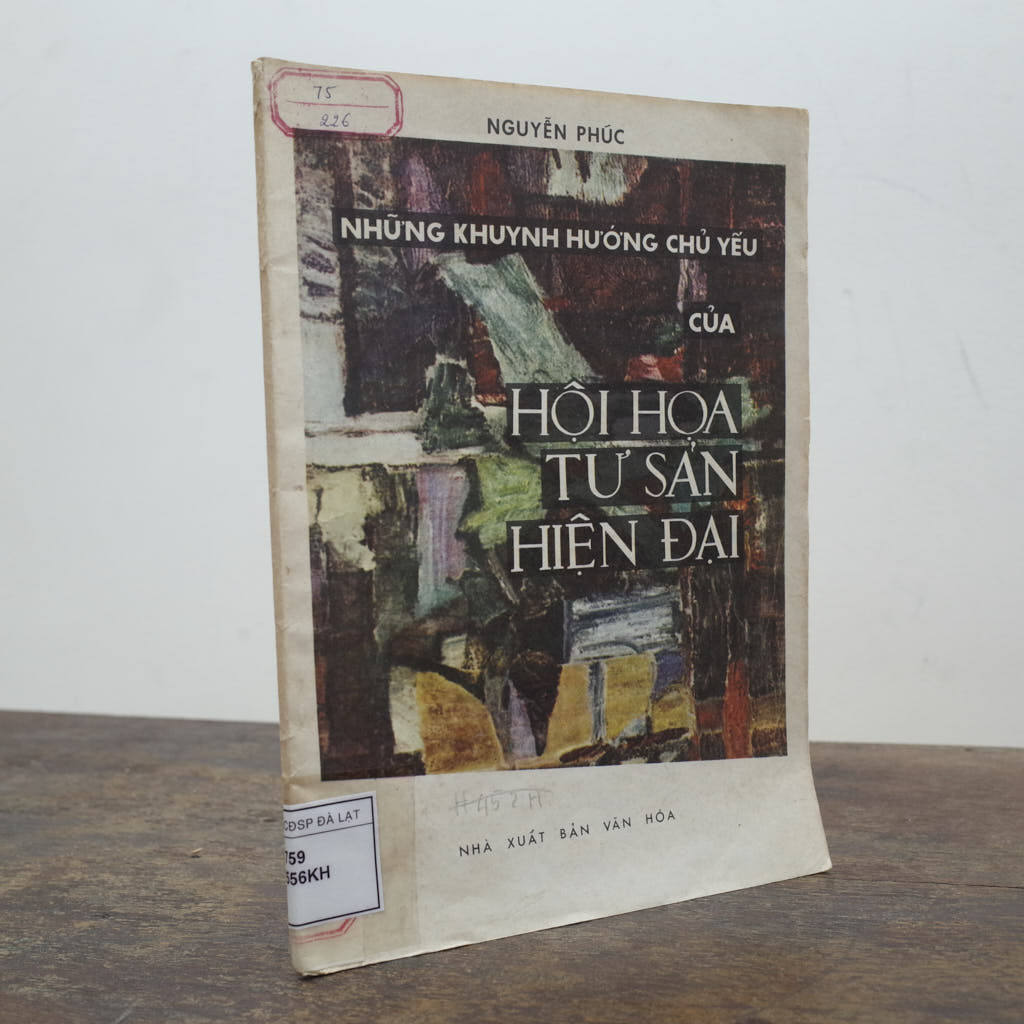 75
226
NGUYỄN PHÚC
NHỮNG KHUYNH HƯỚNG CHỦ YẾU
CỦA
HỘI HỌA
TƯ SẢN
HIỆN ĐẠI
NHÀ XUẤT BẢN VĂN HÓA
CĐSP ĐÀ LẠT
759
556KH